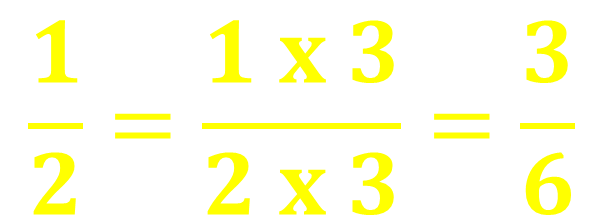 1/2 = (1 x 3)/(2 x 3) = 3/6